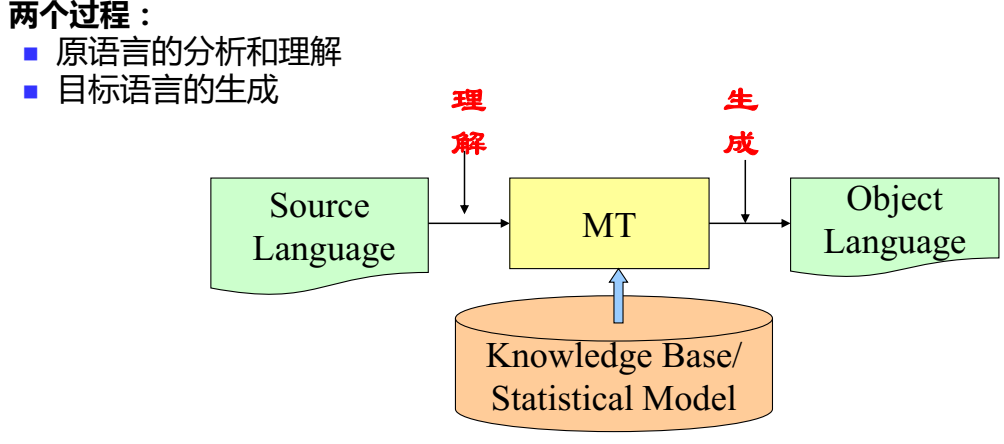 两个过程：
原语言的分析和理解
目标语言的生成
理
解
生
成
Source
Language
MT
Object
Language
Knowledge Base/
Statistical Model